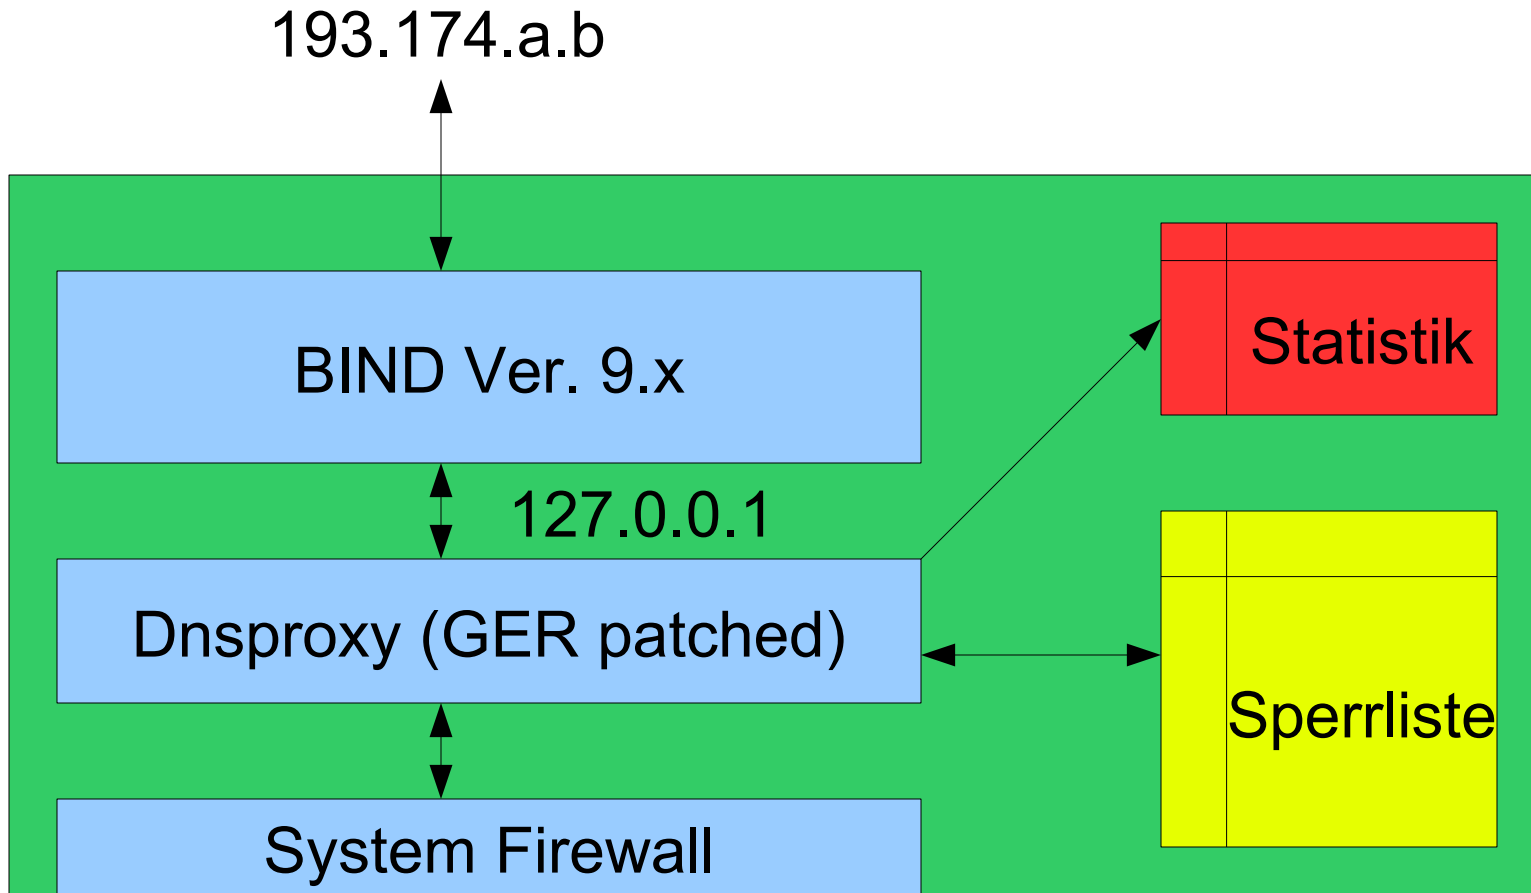 193.174.a.b
BIND Ver. 9.x
Statistik
127.0.0.1
Dnsproxy (GER patched)
Sperrliste
System Firewall